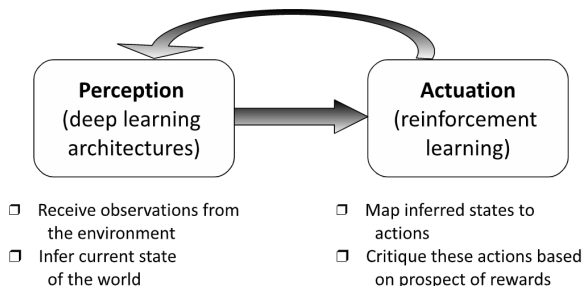 Perception
(deep learning
architectures)
Actuation
(reinforcement
learning)
❐ Receive observations from
the environment
❐ Infer current state
of the world
❐ Map inferred states to
actions
❐ Critique these actions based
on prospect of rewards